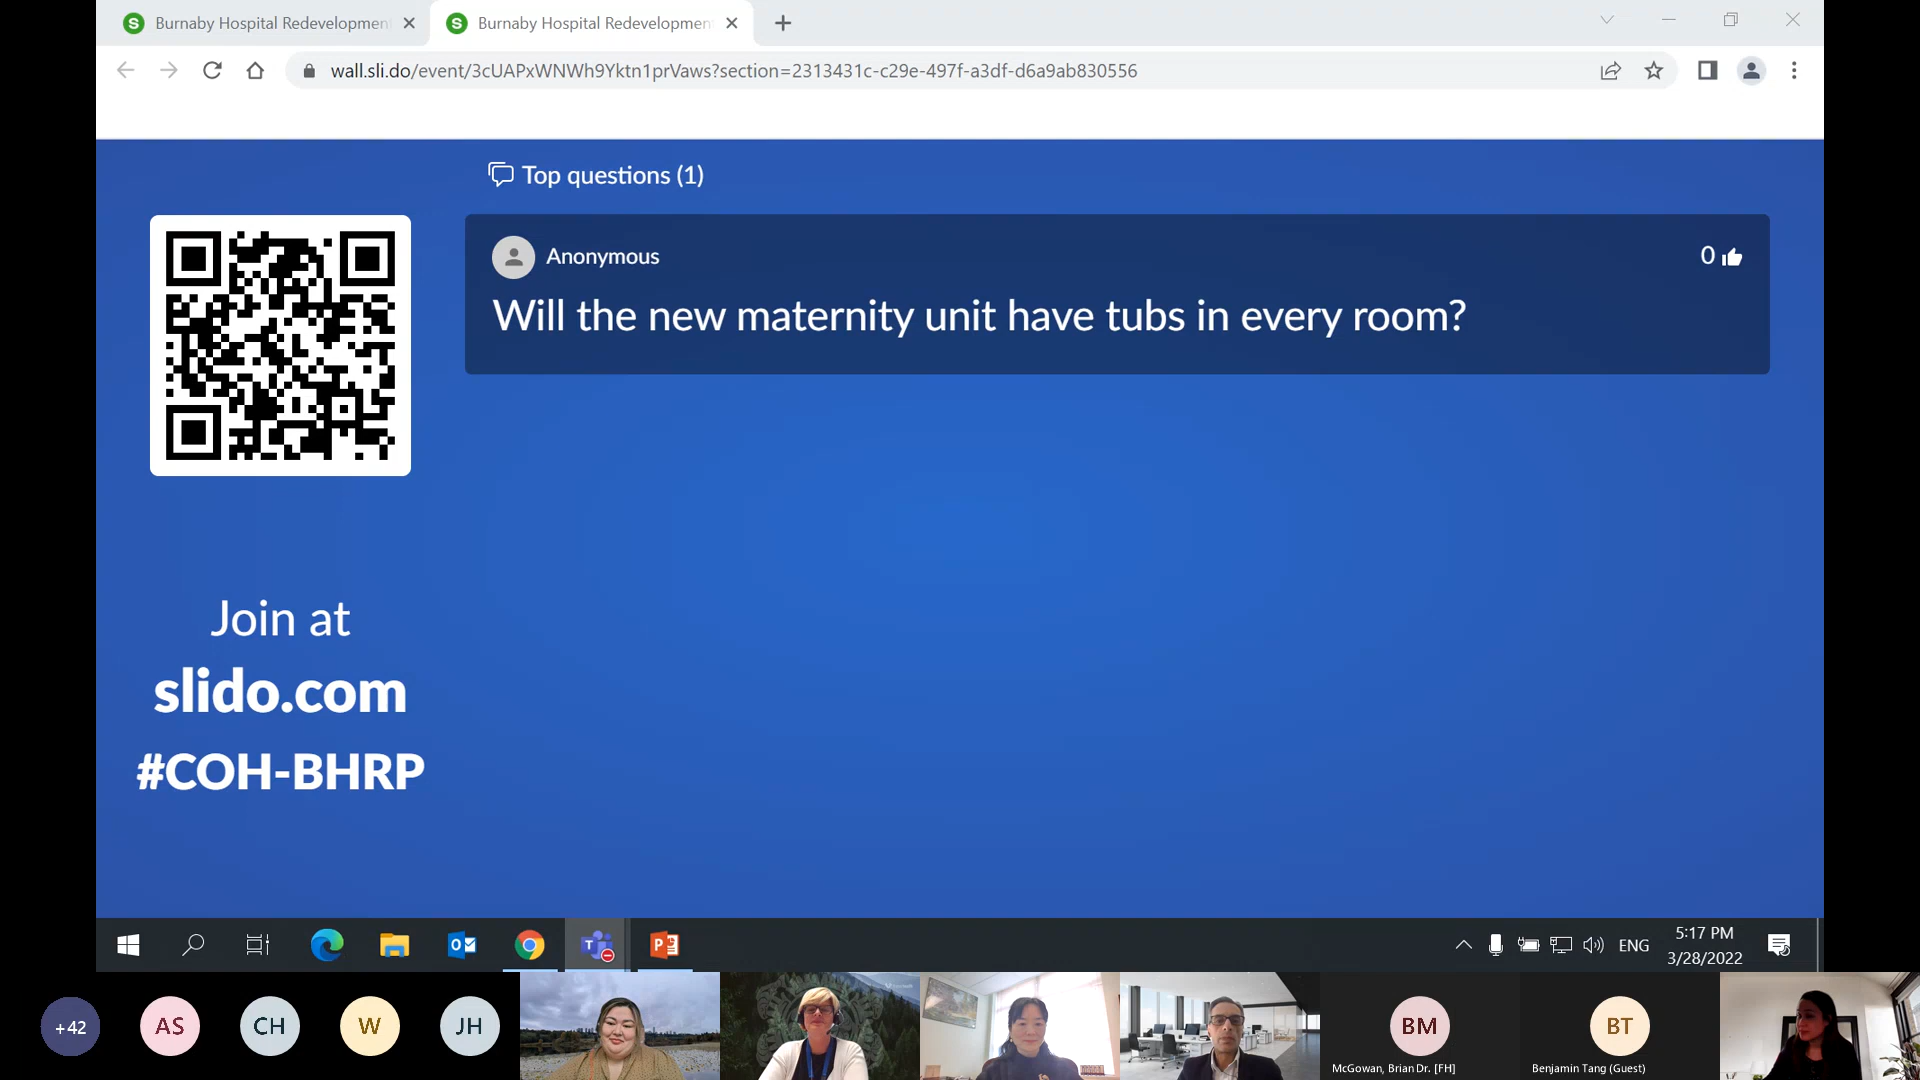 S Burnaby Hospital Redevelopmen
S Burnaby Hospital Redevelopmen
wall.sli.do/event/3cUAPxWNWh9Yktn1prVaws?section=2313431c-c29e-497f-a3df-d6a9ab830556
Top questions (1)
Anonymous
0
Will the new maternity unit have tubs in every room?
Join at
slido.com
#COH-BHRP
ENG
5:17 PM
3/28/2022
+42
AS
CH
W
JH
BM
McGowan, Brian Dr. [FH]
BT
Benjamin Tang (Guest)